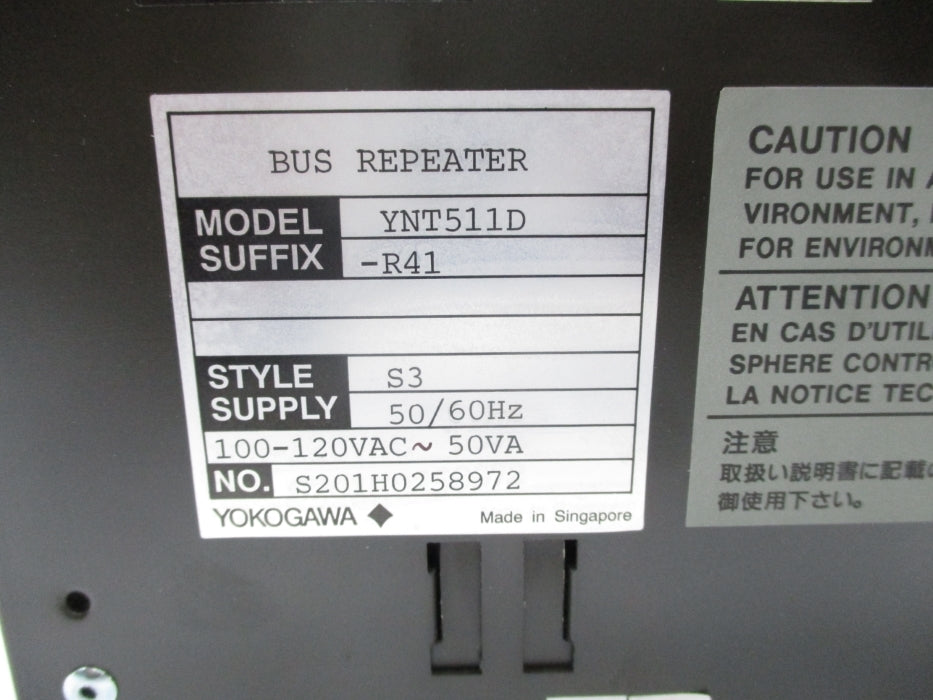 BUS REPEATER
MODEL YNT511D
SUFFIX -R41
STYLE S3
SUPPLY 50/60Hz
100-120VAC~ 50VA
NO. S201H0258972
YOKOGAWA ◆ Made in Singapore
CAUTION
FOR USE IN
VIRONMENT,
FOR ENVIRONM
ATTENTION
EN CAS D'UTIL
SPHERE CONTR
LA NOTICE TEC
注意
取扱い説明書に記載
御使用下さい。